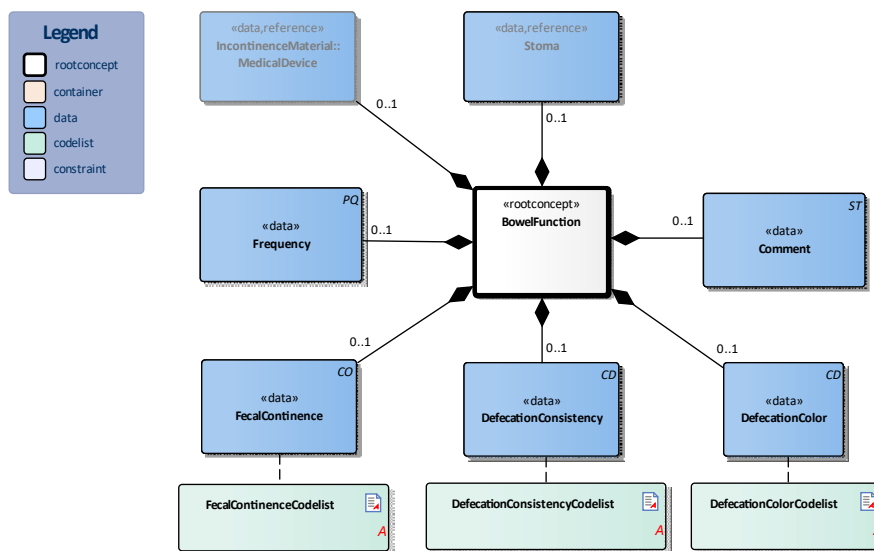 Legend
rootconcept
container
data
codelist
constraint
«data,reference»
IncontinenceMaterial::
MedicalDevice
0..1
«data,reference»
Stoma
0..1
PQ
«data»
Frequency
0..1
«rootconcept»
BowelFunction
0..1
ST
«data»
Comment
0..1
CO
«data»
FecalContinence
0..1
CD
«data»
DefecationConsistency
0..1
CD
«data»
DefecationColor
FecalContinenceCodelist
A
DefecationConsistencyCodelist
A
DefecationColorCodelist